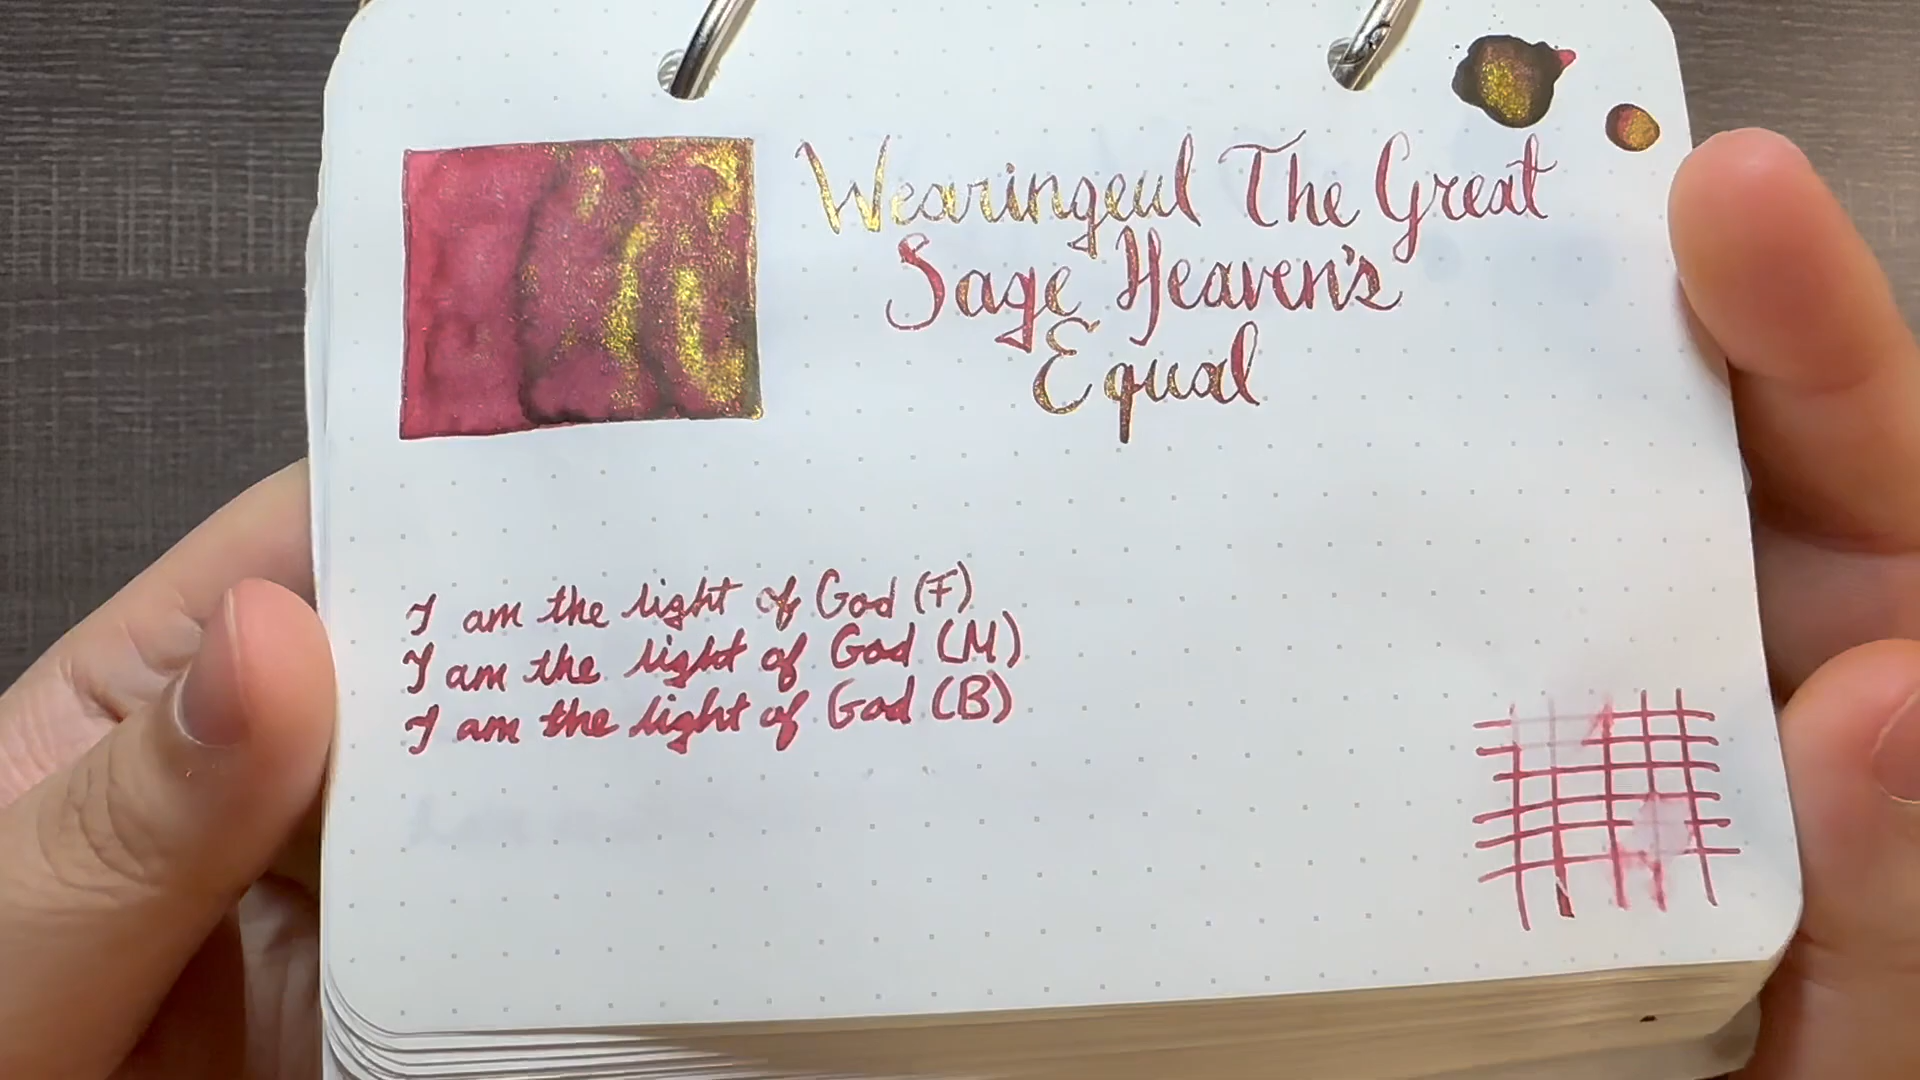 Wearingeul The Great
Sage Heaven's
Equal
I am the light of God (F)
I am the light of God (M)
I am the light of God (B)